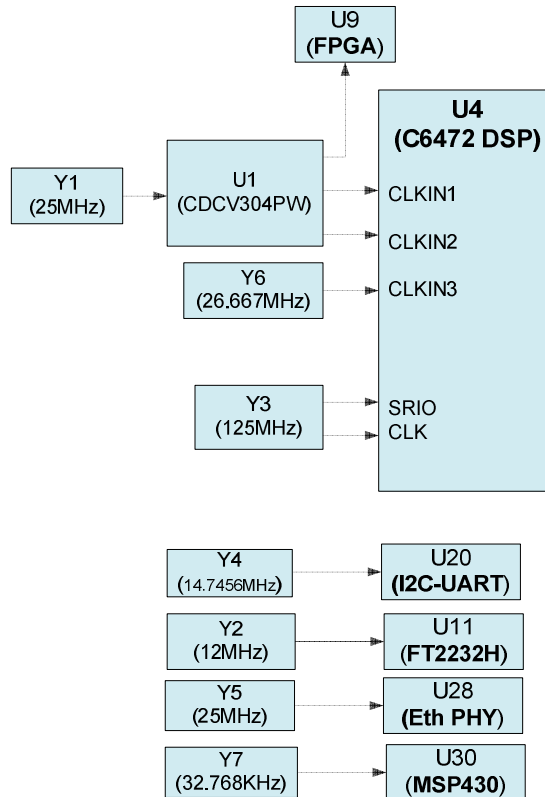 U9
(FPGA)
U4
(C6472 DSP)
Y1
(25MHz)
U1
(CDCV304PW)
CLKIN1
CLKIN2
Y6
(26.667MHz)
CLKIN3
Y3
(125MHz)
SRIO
CLK
Y4
(14.7456MHz)
U20
(I2C-UART)
Y2
(12MHz)
U11
(FT2232H)
Y5
(25MHz)
U28
(Eth PHY)
Y7
(32.768KHz)
U30
(MSP430)